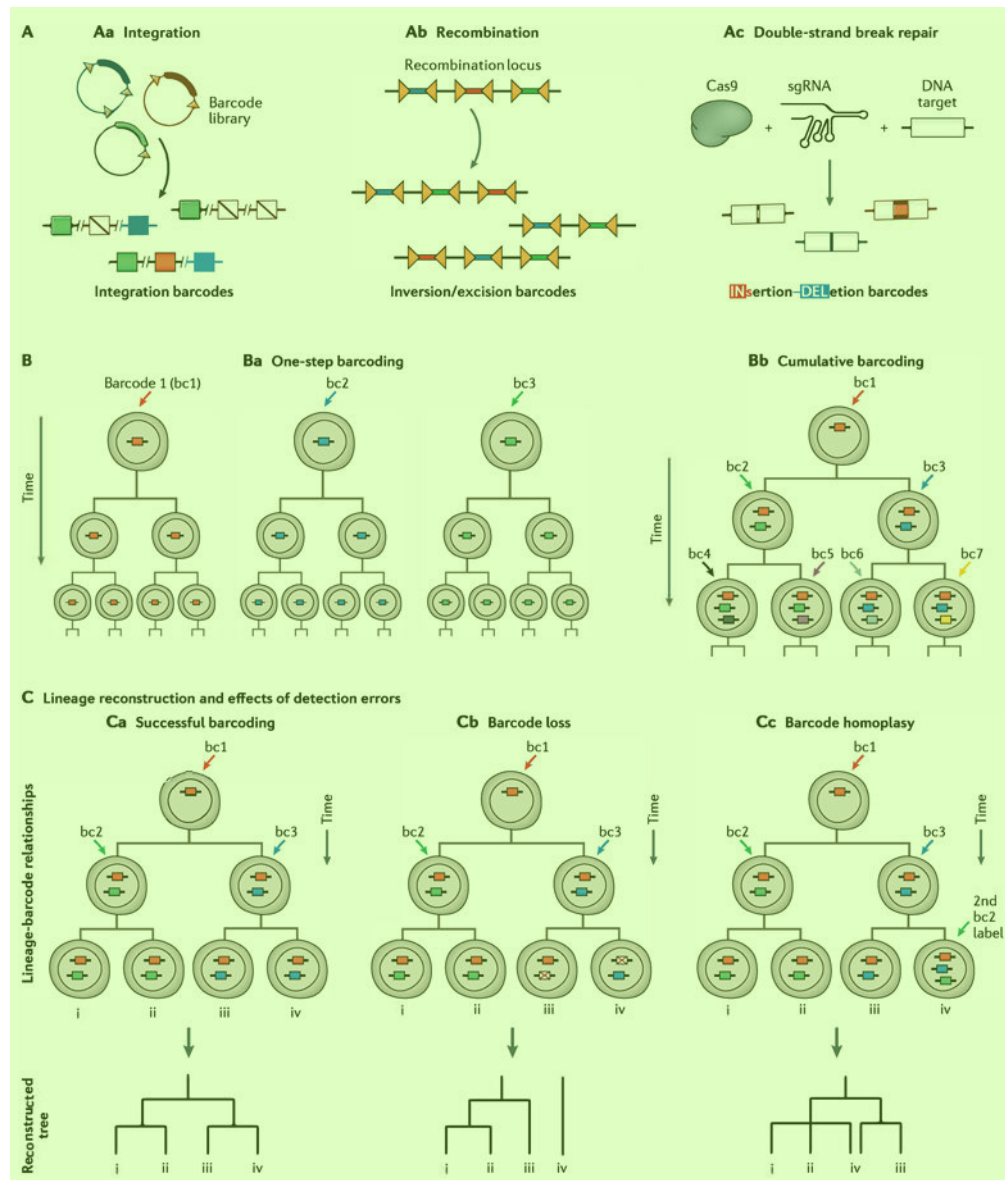 A
Aa Integration
Ab Recombination
Ac Double-strand break repair
Barcode
library
Recombination locus
Cas9
sgRNA
DNA
target
+
+
Integration barcodes
Inversion/excision barcodes
INsertion–DELetion barcodes
B
Ba One-step barcoding
Bb Cumulative barcoding
Barcode 1 (bc1)
bc2
bc3
bc1
Time
bc2
bc3
Time
bc4
bc5
bc6
bc7
C Lineage reconstruction and effects of detection errors
Ca Successful barcoding
Cb Barcode loss
Cc Barcode homoplasy
Lineage–barcode relationships
bc1
bc2
bc3
Time
i
ii
iii
iv
bc1
bc2
bc3
Time
i
ii
iii
iv
bc1
bc2
bc3
Time
2nd
bc2
label
i
ii
iii
iv
Reconstructed
tree
i
ii
iii
iv
i
ii
iii
iv
i
ii
iv
iii